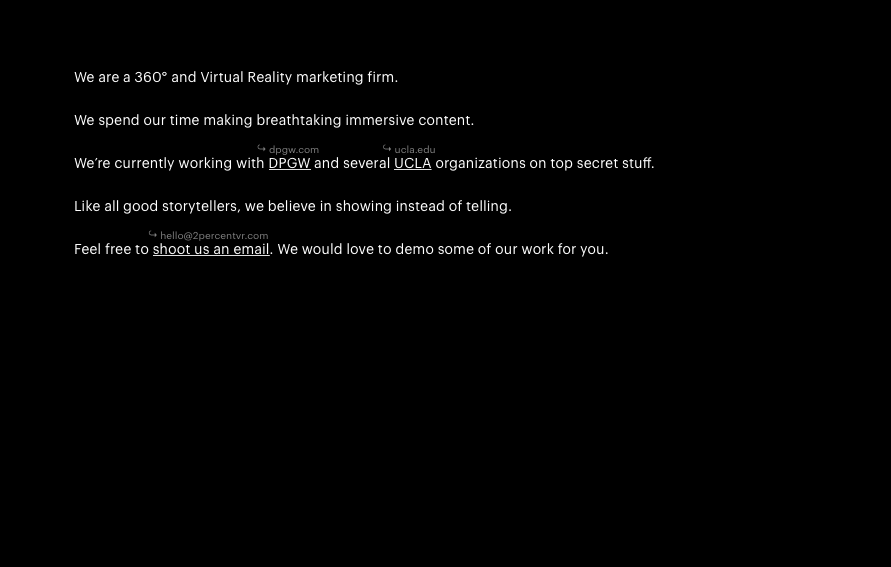 We are a 360° and Virtual Reality marketing firm.
We spend our time making breathtaking immersive content.
↪ dpgw.com ↪ ucla.edu
We’re currently working with DPGW and several UCLA organizations on top secret stuff.
Like all good storytellers, we believe in showing instead of telling.
↪ hello@2percentvr.com
Feel free to shoot us an email. We would love to demo some of our work for you.